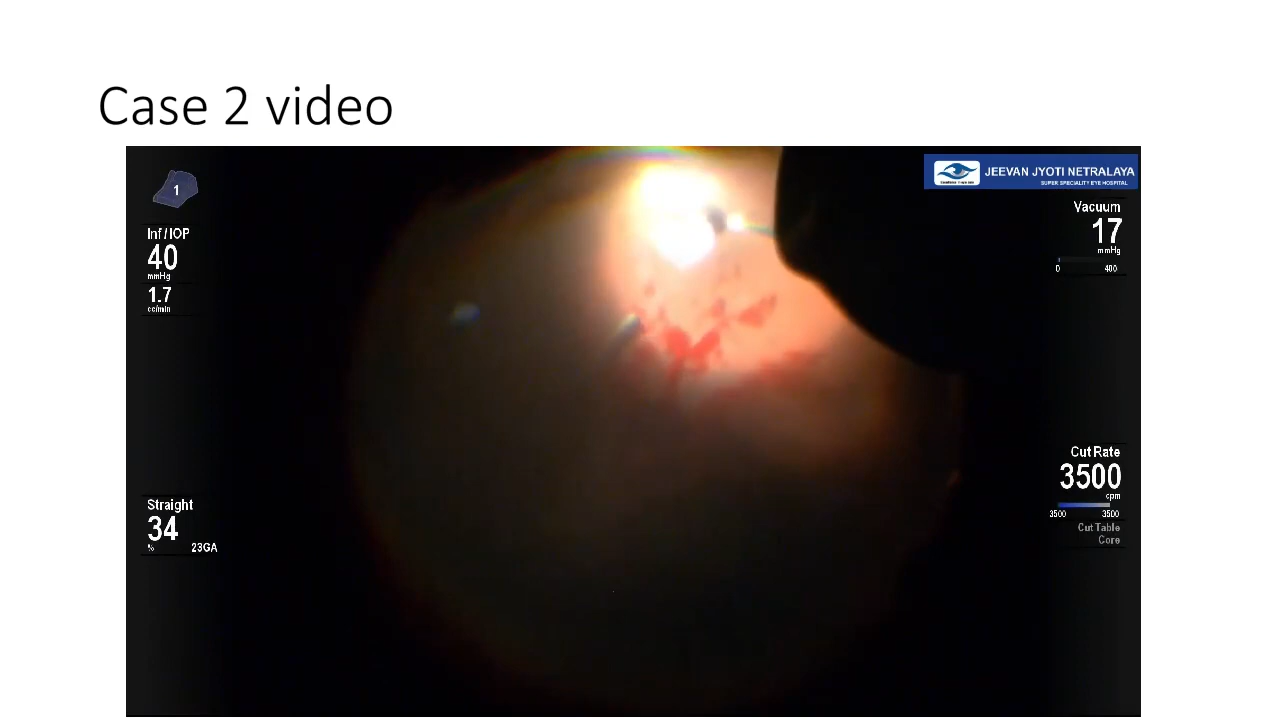 Case 2 video
1
JEEVAN JYOTI NETRALAYA
SUPER SPECIALITY EYE HOSPITAL
Inf / IOP
40
mmHg
1.7
cc/min
Vacuum
17
mmHg
0 400
Straight
34
% 23GA
Cut Rate
3500
cpm
3500 3500
Cut Table
Core